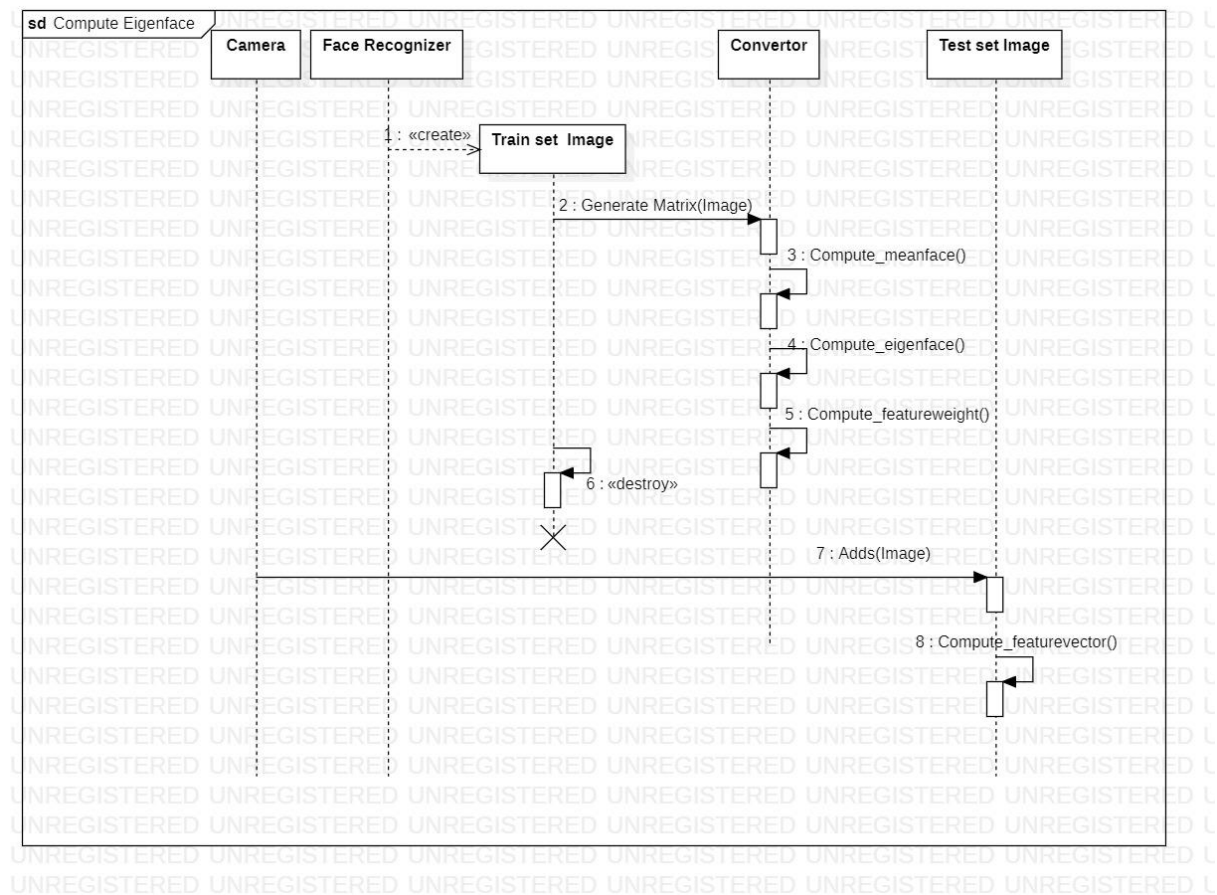 sd Compute Eigenface
Camera
Face Recognizer
Convertor
Test set Image
1 : «create»
Train set Image
2 : Generate Matrix(Image)
3 : Compute_meanface()
4 : Compute_eigenface()
5 : Compute_featureweight()
6 : «destroy»
7 : Adds(Image)
8 : Compute_featurevector()
UNREGISTERED